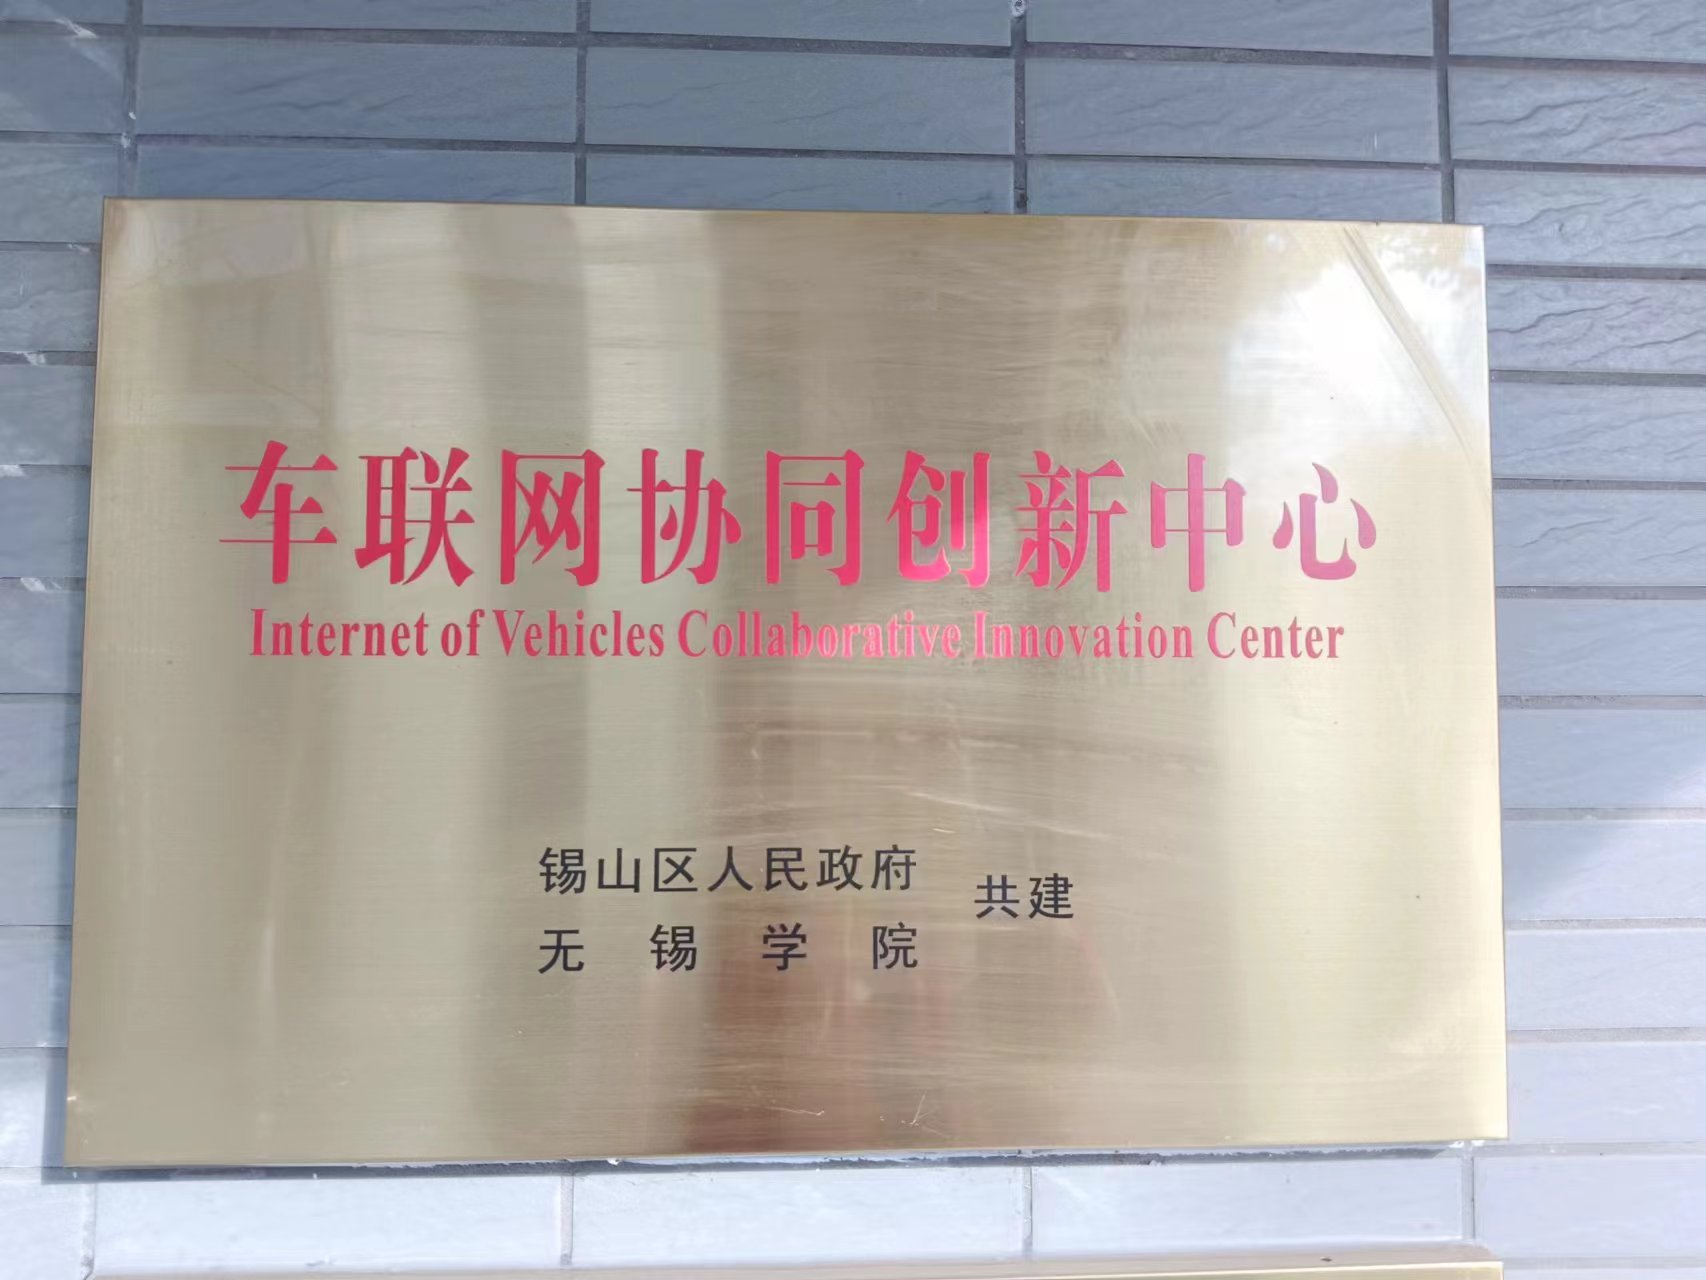 车联网协同创新中心
Internet of Vehicles Collaborative Innovation Center
锡山区人民政府
无锡学院
共建